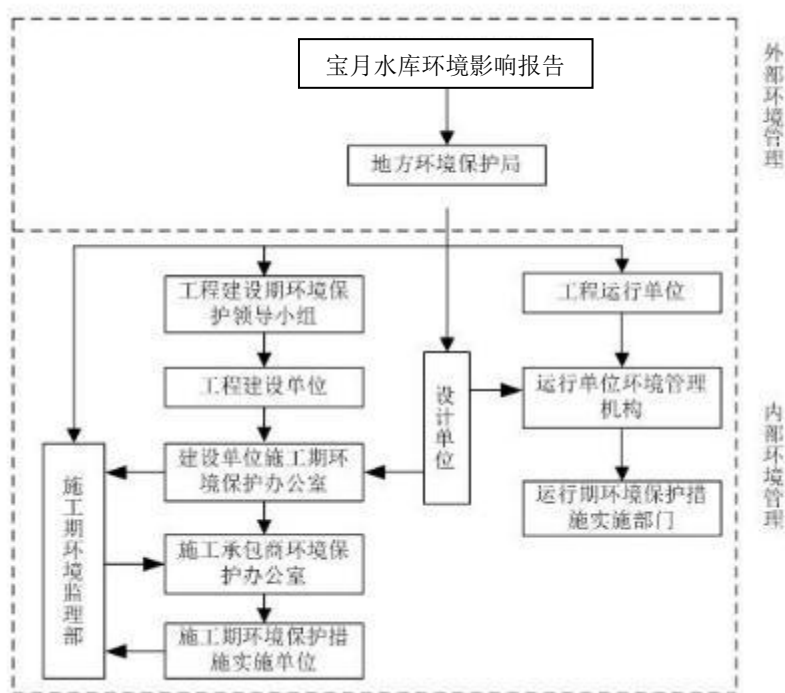 宝月水库环境影响报告
地方环境保护局
外部环境管理
工程建设期环境保
护领导小组
工程运行单位
工程建设单位
设计单位
运行单位环境管理
机构
建设单位施工期环
境保护办公室
运行期环境保护措
施实施部门
施工期环境监理部
施工承包商环境保
护办公室
施工期环境保护措
施实施单位
内部环境管理